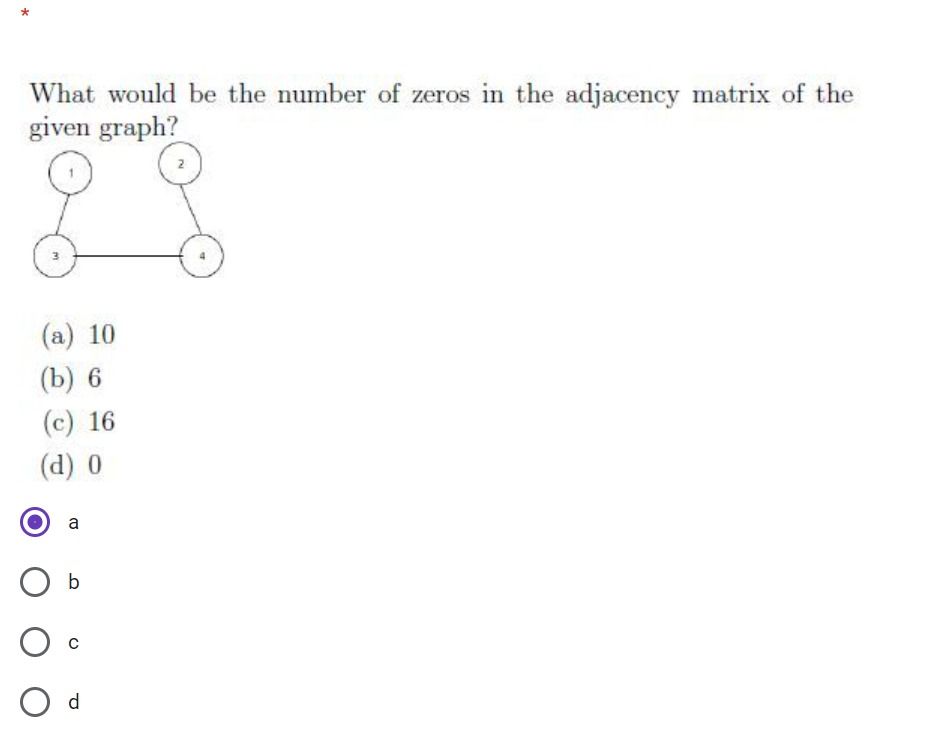 *
What would be the number of zeros in the adjacency matrix of the
given graph?
1
2
3
4
(a) 10
(b) 6
(c) 16
(d) 0
a
b
c
d